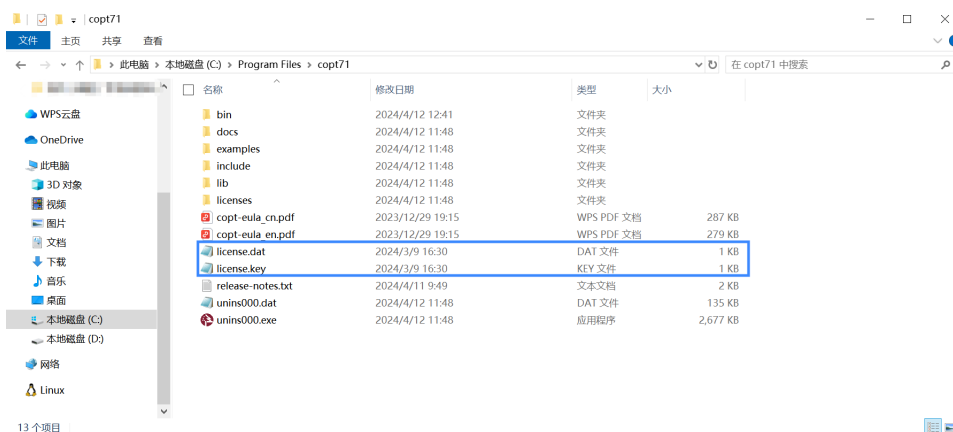 copt71
文件 主页 共享 查看
此电脑 本地磁盘 (C:) Program Files copt71 在 copt71 中搜索
名称 修改日期 类型 大小
WPS云盘
OneDrive
此电脑
3D 对象
视频
图片
文档
下载
音乐
桌面
本地磁盘 (C:)
本地磁盘 (D:)
网络
Linux
bin 2024/4/12 12:41 文件夹
docs 2024/4/12 11:48 文件夹
examples 2024/4/12 11:48 文件夹
include 2024/4/12 11:48 文件夹
lib 2024/4/12 11:48 文件夹
licenses 2024/4/12 11:48 文件夹
copt-eula_cn.pdf 2023/12/29 19:15 WPS PDF 文档 287 KB
copt-eula_en.pdf 2023/12/29 19:15 WPS PDF 文档 279 KB
license.dat 2024/3/9 16:30 DAT 文件 1 KB
license.key 2024/3/9 16:30 KEY 文件 1 KB
release-notes.txt 2024/4/11 9:49 文本文档 2 KB
unins000.dat 2024/4/12 11:48 DAT 文件 135 KB
unins000.exe 2024/4/12 11:48 应用程序 2,677 KB
13 个项目